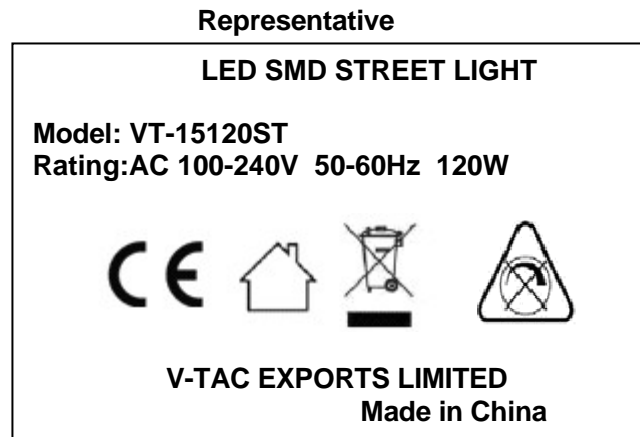 Representative
LED SMD STREET LIGHT
Model: VT-15120ST
Rating:AC 100-240V  50-60Hz  120W
CE
V-TAC EXPORTS LIMITED
Made in China